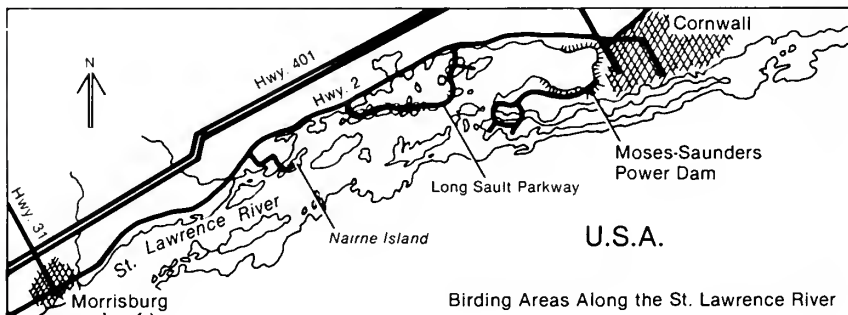 Cornwall
N
Hwy. 401
Hwy. 2
Moses-Saunders
Power Dam
Long Sault Parkway
Hwy. 31
St. Lawrence River
Nairne Island
U.S.A.
Morrisburg
Birding Areas Along the St. Lawrence River